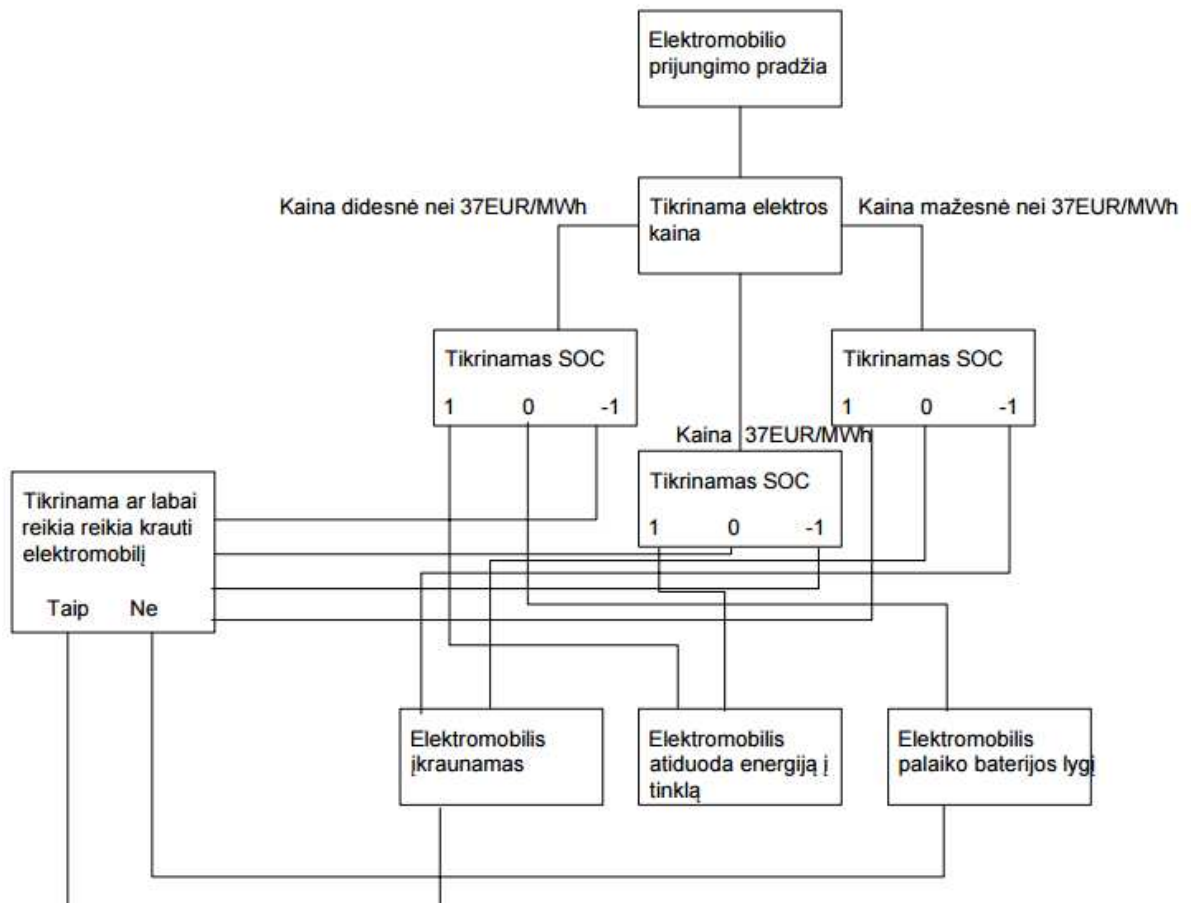 Elektromobilio
prijungimo pradžia
Kaina didesnė nei 37EUR/MWh
Tikrinama elektros
kaina
Kaina mažesnė nei 37EUR/MWh
Tikrinamas SOC
1 0 -1
Tikrinamas SOC
1 0 -1
Kaina 37EUR/MWh
Tikrinamas SOC
1 0 -1
Tikrinama ar labai
reikia reikia krauti
elektromobilį
Taip Ne
Elektromobilis
įkraunamas
Elektromobilis
atiduoda energiją į
tinklą
Elektromobilis
palaiko baterijos lygį